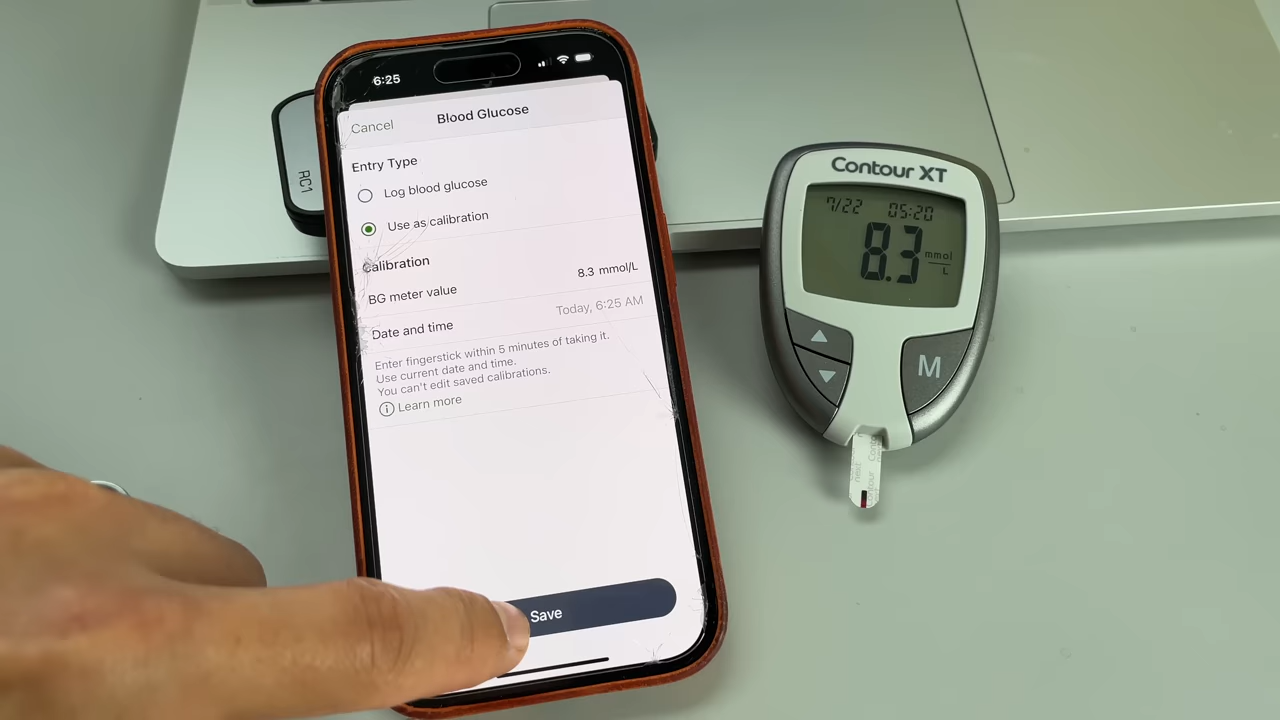 6:25
Cancel
Blood Glucose
Entry Type
Log blood glucose
Use as calibration
Calibration
BG meter value
8.3 mmol/L
Date and time
Today, 6:25 AM
Enter fingerstick within 5 minutes of taking it.
Use current date and time.
You can't edit saved calibrations.
Learn more
Save
RC1
Contour XT
7/22 05:20
8.3 mmol/L
M
next
Contour